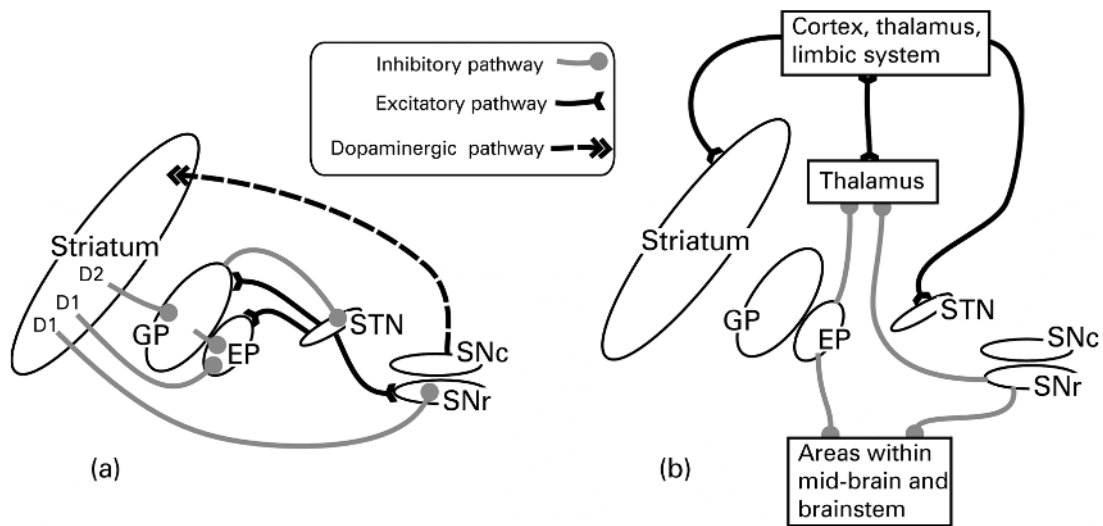 Inhibitory pathway
Excitatory pathway
Dopaminergic pathway
Striatum
D2
D1
D1
GP
EP
STN
SNc
SNr
(a)
Cortex, thalamus,
limbic system
Thalamus
Striatum
GP
EP
STN
SNc
SNr
Areas within
mid-brain and
brainstem
(b)